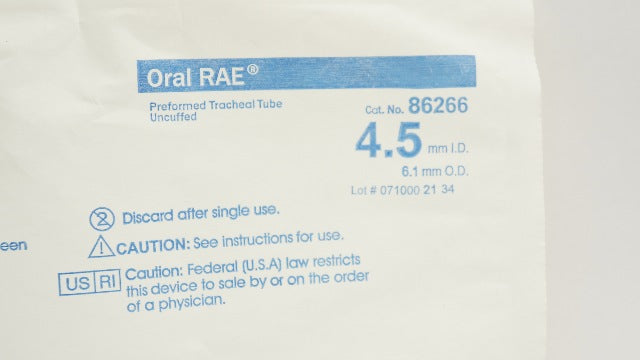 Oral RAE®
Preformed Tracheal Tube
Uncuffed
Cat. No. 86266
4.5 mm I.D.
6.1 mm O.D.
Lot # 071000 21 34
2 Discard after single use.
een
! CAUTION: See instructions for use.
US RI Caution: Federal (U.S.A) law restricts
this device to sale by or on the order
of a physician.